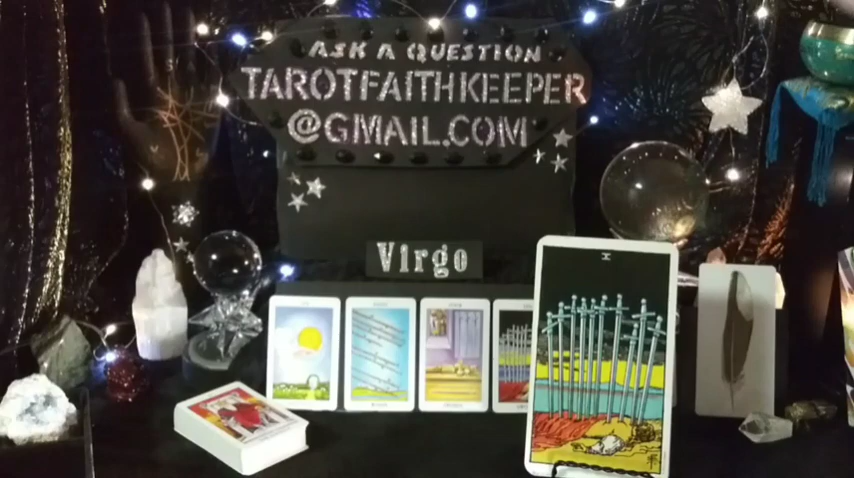 ASK A QUESTION
TAROTFAITHKEEPER
@GMAIL.COM
Virgo
X